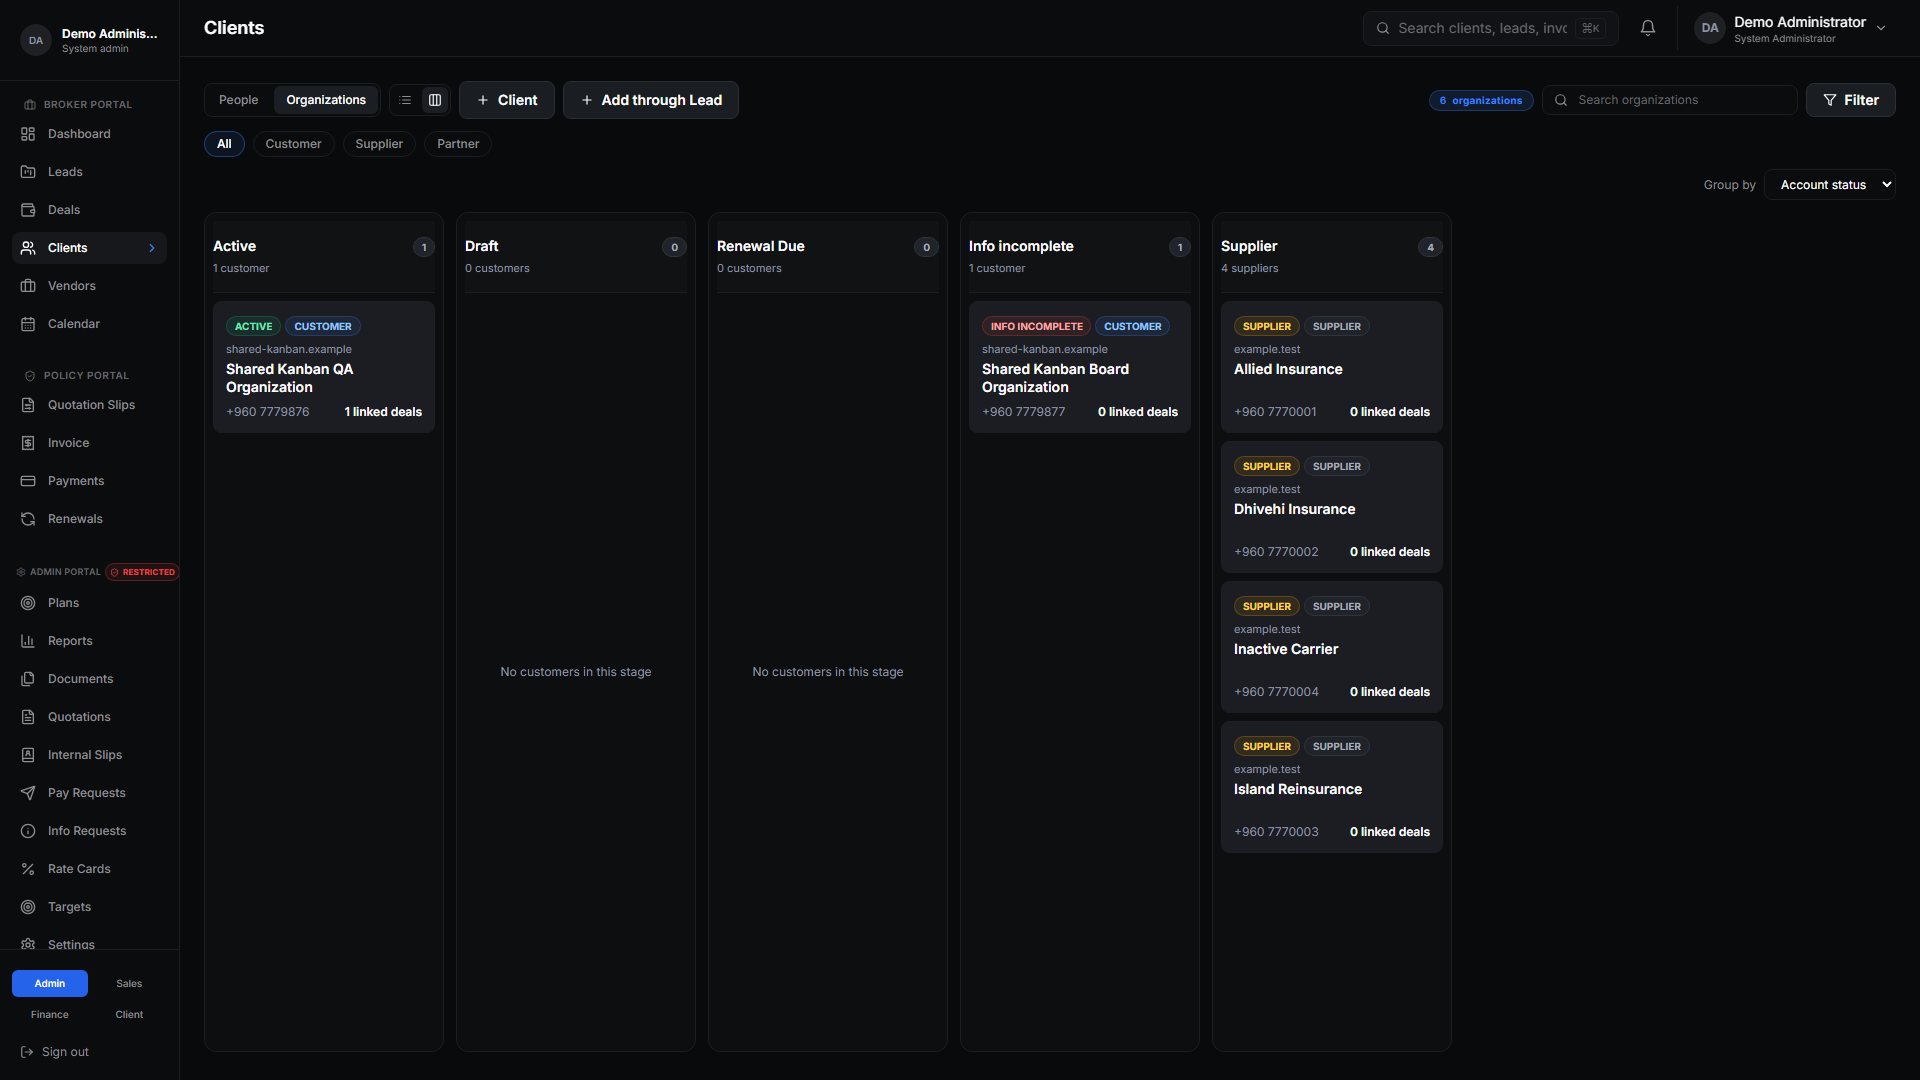 DA
Demo Adminis...
System admin
BROKER PORTAL
Dashboard
Leads
Deals
Clients
Vendors
Calendar
POLICY PORTAL
Quotation Slips
Invoice
Payments
Renewals
ADMIN PORTAL RESTRICTED
Plans
Reports
Documents
Quotations
Internal Slips
Pay Requests
Info Requests
Rate Cards
Targets
Settings
Admin Sales
Finance Client
Sign out
Clients
Search clients, leads, invo ⌘K
DA
Demo Administrator
System Administrator
People Organizations
+ Client
+ Add through Lead
6 organizations
Search organizations
Filter
All Customer Supplier Partner
Group by Account status
Active 1
1 customer
ACTIVE CUSTOMER
shared-kanban.example
Shared Kanban QA
Organization
+960 7779876 1 linked deals
Draft 0
0 customers
No customers in this stage
Renewal Due 0
0 customers
No customers in this stage
Info incomplete 1
1 customer
INFO INCOMPLETE CUSTOMER
shared-kanban.example
Shared Kanban Board
Organization
+960 7779877 0 linked deals
Supplier 4
4 suppliers
SUPPLIER SUPPLIER
example.test
Allied Insurance
+960 7770001 0 linked deals
SUPPLIER SUPPLIER
example.test
Dhivehi Insurance
+960 7770002 0 linked deals
SUPPLIER SUPPLIER
example.test
Inactive Carrier
+960 7770004 0 linked deals
SUPPLIER SUPPLIER
example.test
Island Reinsurance
+960 7770003 0 linked deals